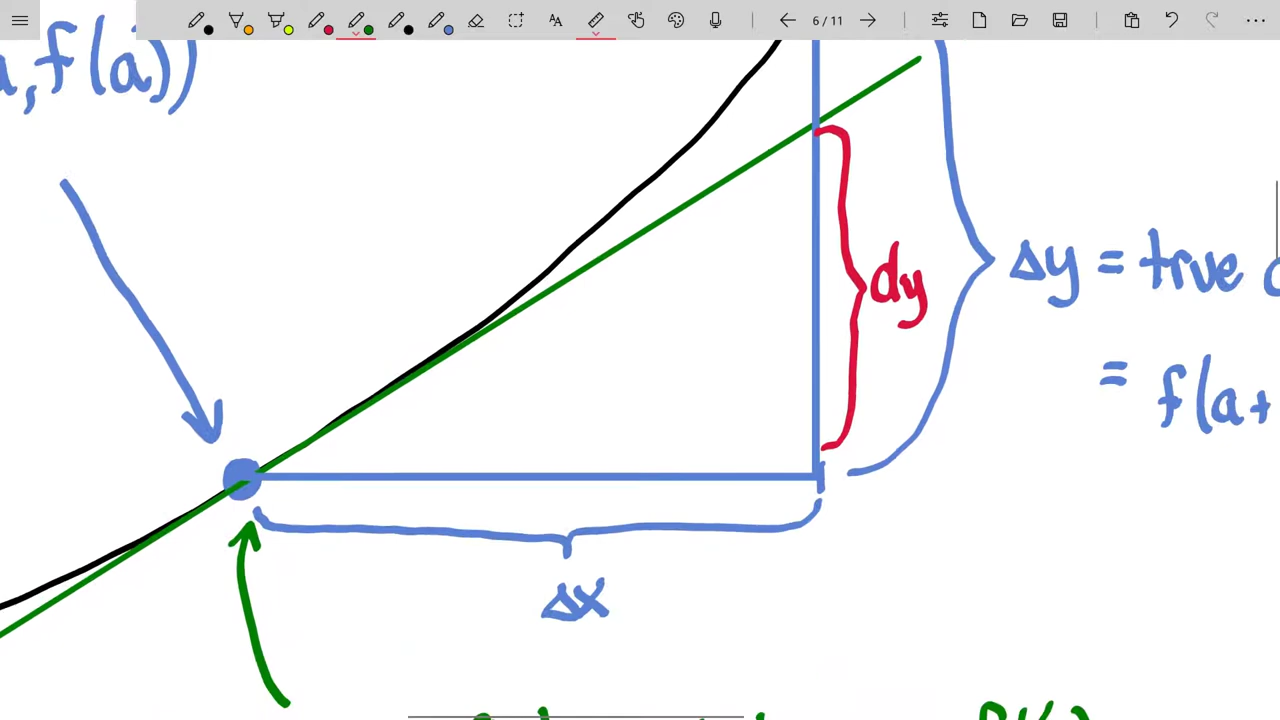 6 / 11
, f(a))
dy
Δy = true
= f(a+
Δx